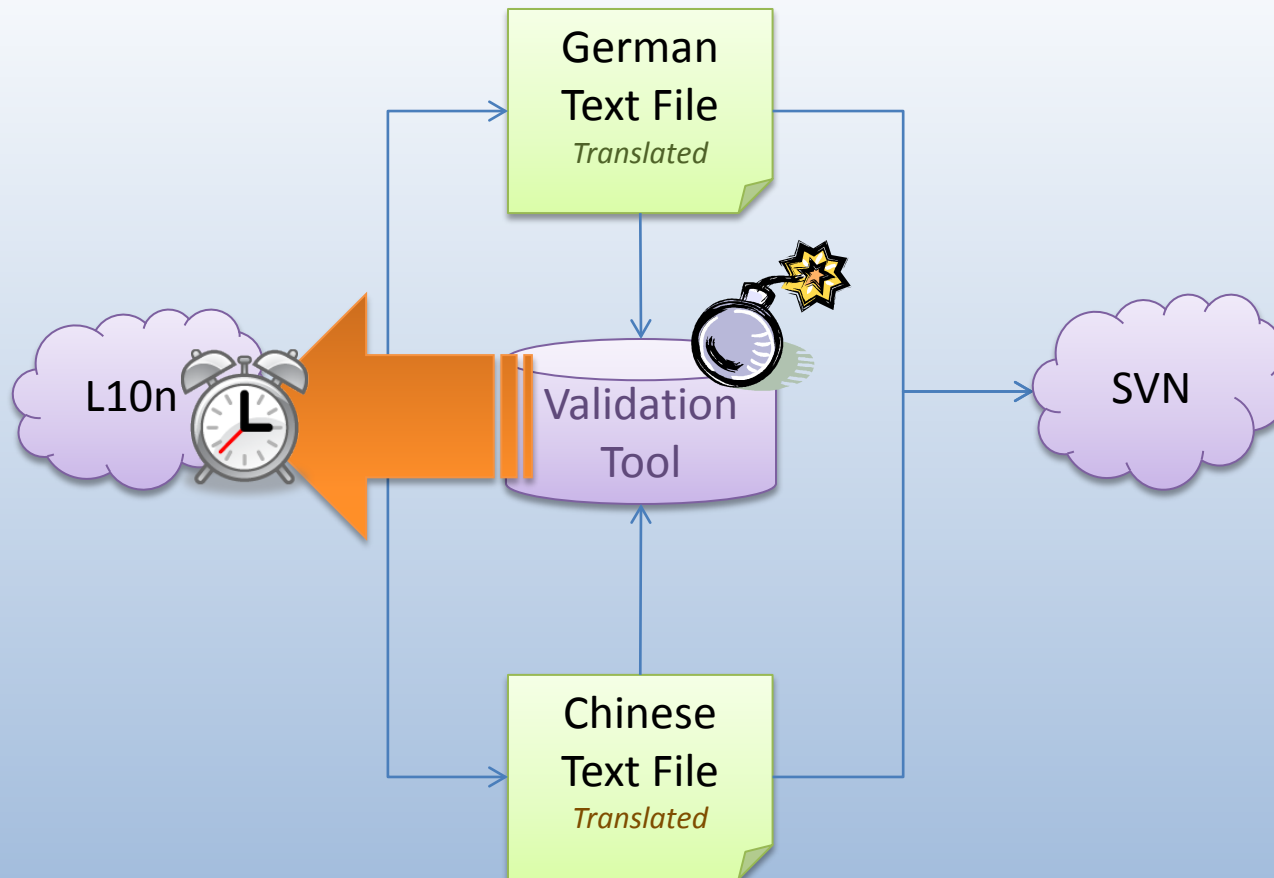 German
Text File
Translated
L10n
Validation
Tool
SVN
Chinese
Text File
Translated